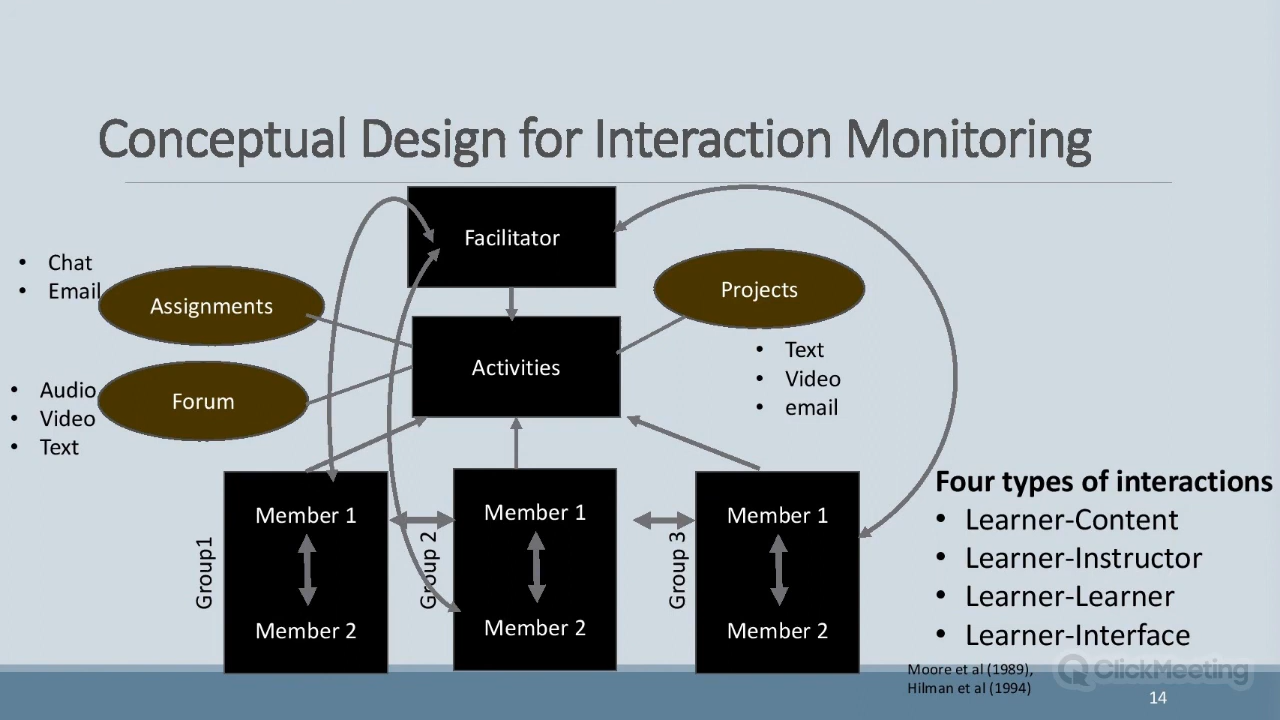 Conceptual Design for Interaction Monitoring
Facilitator
• Chat
• Email
Assignments
Projects
Activities
• Text
• Video
• email
• Audio
• Video
• Text
Forum
Group1
Member 1
Member 2
Group 2
Member 1
Member 2
Group 3
Member 1
Member 2
Four types of interactions
• Learner-Content
• Learner-Instructor
• Learner-Learner
• Learner-Interface
Moore et al (1989),
Hilman et al (1994)
ClickMeeting
14